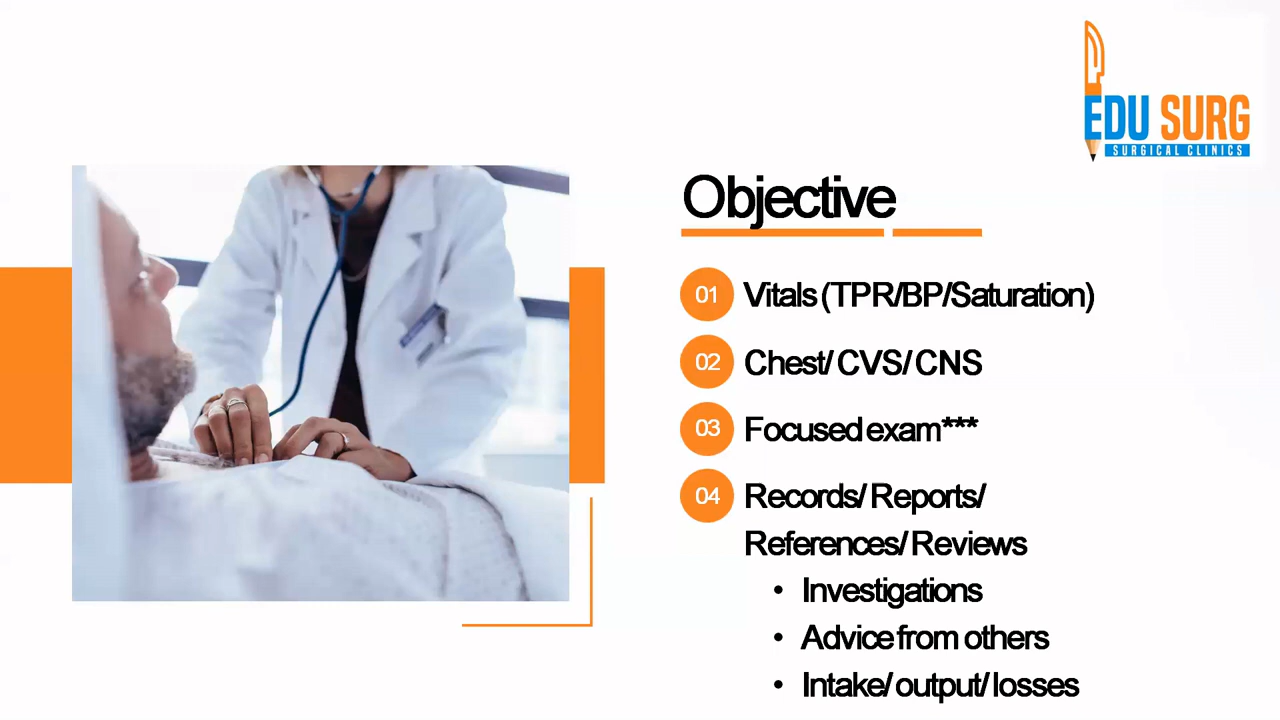 EDU SURG
SURGICAL CLINICS
Objective
01 Vitals (TPR/BP/Saturation)
02 Chest/ CVS/ CNS
03 Focused exam***
04 Records/ Reports/
References/ Reviews
• Investigations
• Advice from others
• Intake/ output/ losses